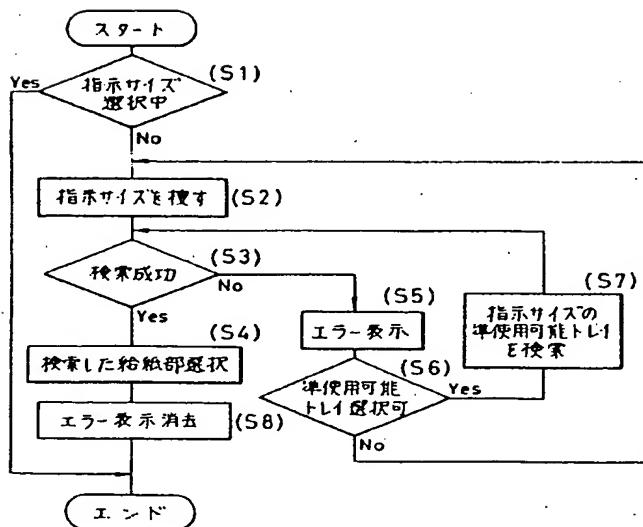 スタート
(S1)
Yes
指示サイズ
選択中
No
指示サイズを捜す
(S2)
(S3)
検索成功
No
Yes
(S5)
エラー表示
(S7)
指示サイズの
準使用可能トレイ
を検索
(S4)
検索した給紙部選択
(S6)
準使用可能
トレイ選択可
Yes
No
エラー表示消去
(S8)
エンド